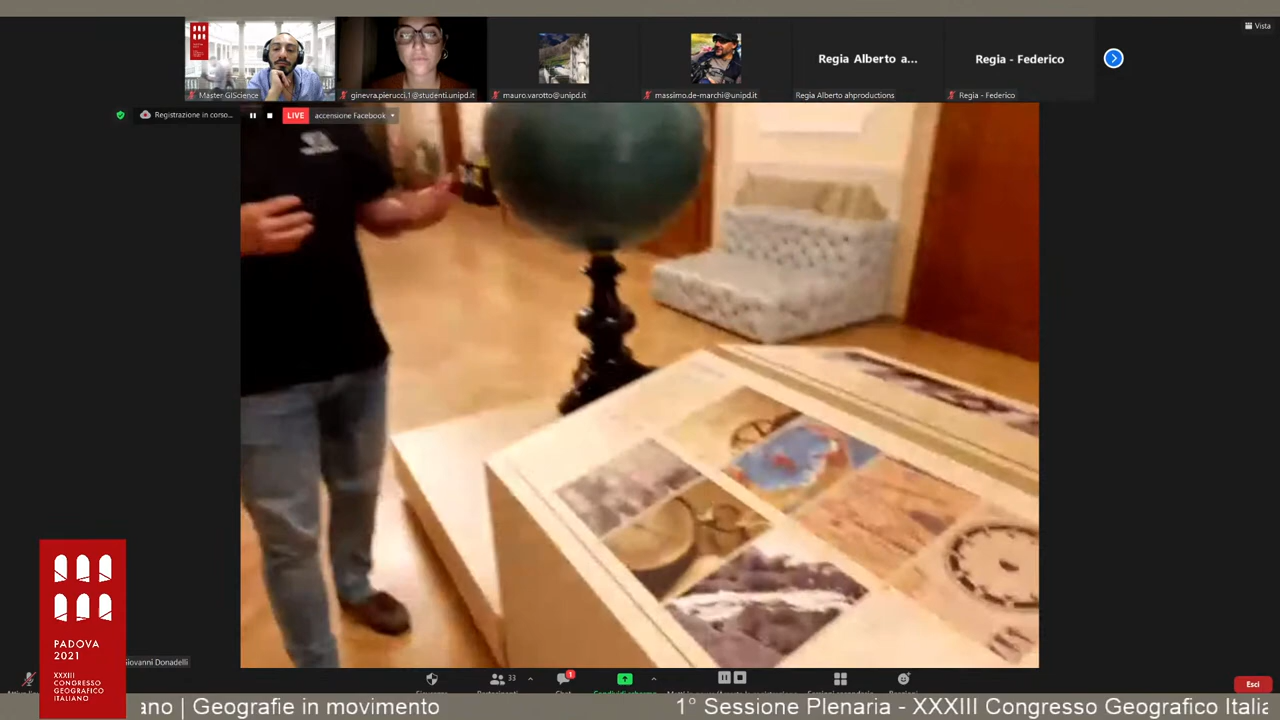 Vista
Regia Alberto a...
Regia - Federico
Master GIScience
ginevra.pierucci.1@studenti.unipd.it
mauro.varotto@unipd.it
massimo.de-marchi@unipd.it
Regia Alberto ahproductions
Regia - Federico
Registrazione in corso...
LIVE
accensione Facebook
PADOVA
2021
XXXIII
CONGRESSO
GEOGRAFICO
ITALIANO
Giovanni Donadelli
33
1
Esci
ano | Geografie in movimento
1° Sessione Plenaria - XXXIII Congresso Geografico Italia